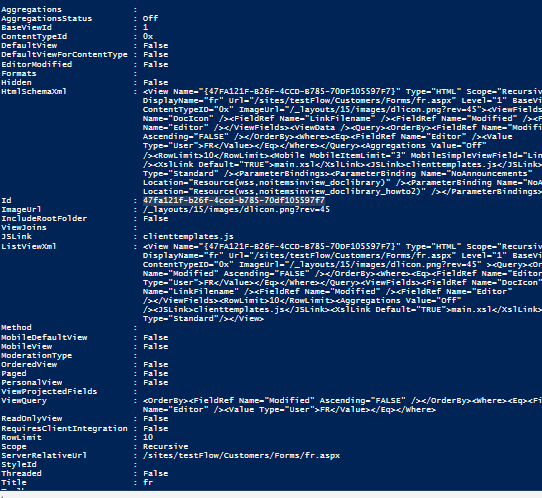 Aggregations :
AggregationsStatus : Off
BaseViewId : 1
ContentTypeId : 0x
DefaultView : False
DefaultViewForContentType : False
EditorModified : False
Formats :
Hidden : False
HtmlSchemaXml : <View Name="{47FA121F-B26F-4CCD-B785-70DF105597F7}" Type="HTML" Scope="Recursiv
DisplayName="fr" Url="/sites/testFlow/Customers/Forms/fr.aspx" Level="1" BaseVi
ContentTypeID="0x" ImageUrl="/_layouts/15/images/dlicon.png?rev=45"><ViewFields
Name="DocIcon" /><FieldRef Name="LinkFilename" /><FieldRef Name="Modified" /><F
Name="Editor" /></ViewFields><ViewData /><Query><OrderBy><FieldRef Name="Modifi
Ascending="FALSE" /></OrderBy><Where><Eq><FieldRef Name="Editor" /><Value
Type="User">FR</Value></Eq></Where></Query><Aggregations Value="Off"
/><RowLimit>10</RowLimit><Mobile MobileItemLimit="3" MobileSimpleViewField="Lin
/><XslLink Default="TRUE">main.xsl</XslLink><JSLink>clienttemplates.js</JSLink>
Type="Standard" /><ParameterBindings><ParameterBinding Name="NoAnnouncements"
Location="Resource(wss,noitemsinview_doclibrary)" /><ParameterBinding Name="NoA
Location="Resource(wss,noitemsinview_doclibrary_howto2)" /></ParameterBindings>
Id : 47fa121f-b26f-4ccd-b785-70df105597f7
ImageUrl : /_layouts/15/images/dlicon.png?rev=45
IncludeRootFolder : False
ViewJoins :
JSLink : clienttemplates.js
ListViewXml : <View Name="{47FA121F-B26F-4CCD-B785-70DF105597F7}" Type="HTML" Scope="Recursiv
DisplayName="fr" Url="/sites/testFlow/Customers/Forms/fr.aspx" Level="1" BaseVi
ContentTypeID="0x" ImageUrl="/_layouts/15/images/dlicon.png?rev=45" ><Query><Or
Name="Modified" Ascending="FALSE" /></OrderBy><Where><Eq><FieldRef Name="Editor
Type="User">FR</Value></Eq></Where></Query><ViewFields><FieldRef Name="DocIcon"
Name="LinkFilename" /><FieldRef Name="Modified" /><FieldRef Name="Editor"
/></ViewFields><RowLimit>10</RowLimit><Aggregations Value="Off"
/><JSLink>clienttemplates.js</JSLink><XslLink Default="TRUE">main.xsl</XslLink>
Type="Standard"/></View>
Method :
MobileDefaultView : False
MobileView : False
ModerationType :
OrderedView : False
Paged : False
PersonalView : False
ViewProjectedFields :
ViewQuery : <OrderBy><FieldRef Name="Modified" Ascending="FALSE" /></OrderBy><Where><Eq><Fi
Name="Editor" /><Value Type="User">FR</Value></Eq></Where>
ReadOnlyView : False
RequiresClientIntegration : False
RowLimit : 10
Scope : Recursive
ServerRelativeUrl : /sites/testFlow/Customers/Forms/fr.aspx
StyleId :
Threaded : False
Title : fr